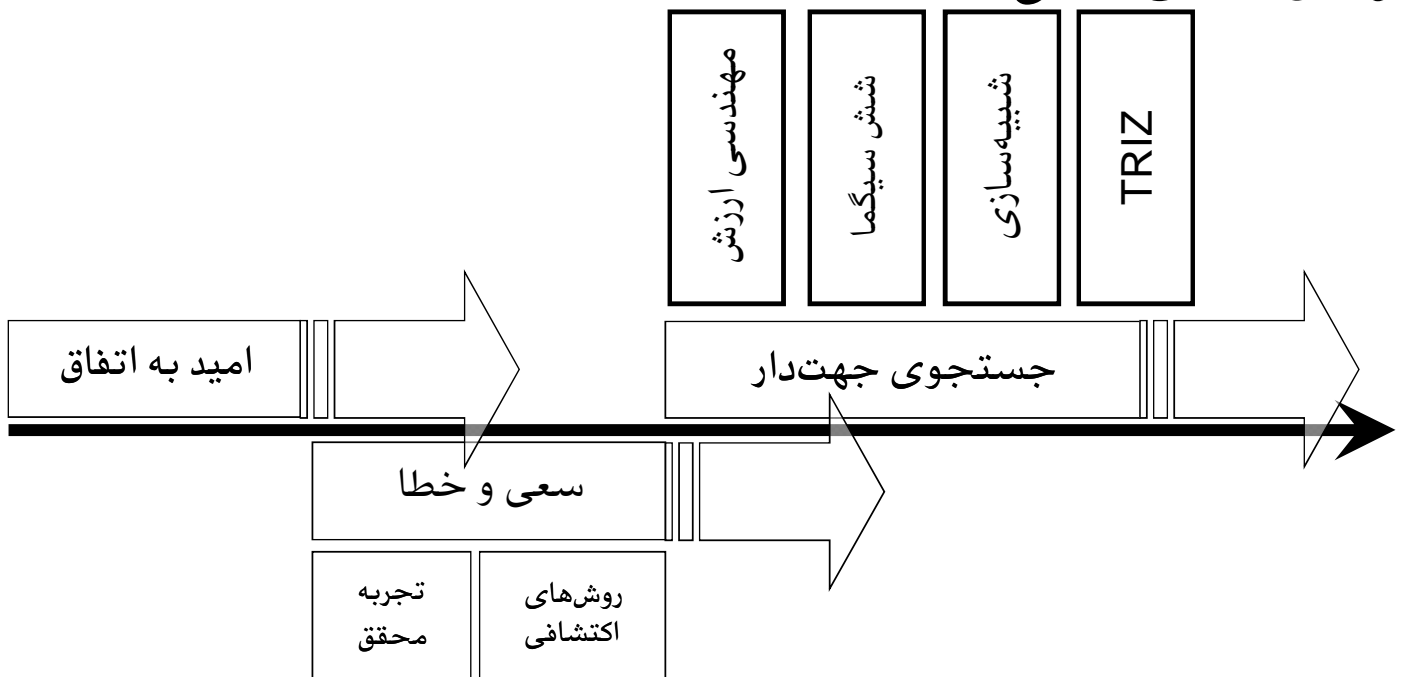 مهندسی ارزش
شش سیگما
شبیه‌سازی
TRIZ
امید به اتفاق
جستجوی جهت‌دار
سعی و خطا
تجربه
محقق
روش‌های
اکتشافی